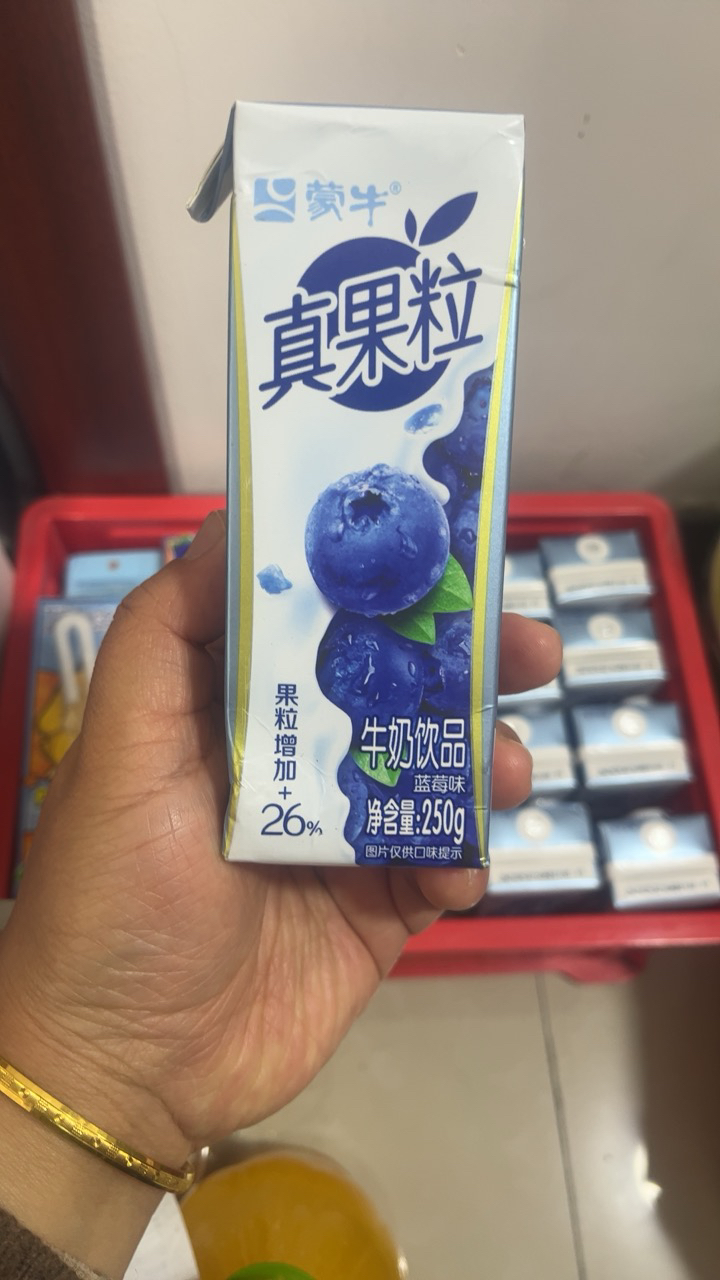 蒙牛®
真果粒
果粒增加+
26%
牛奶饮品
蓝莓味
净含量:250g
图片仅供口味提示